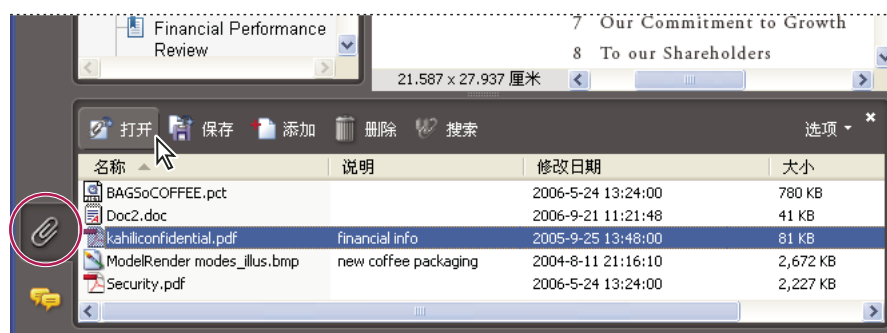 Financial Performance
Review
7 Our Commitment to Growth
8 To our Shareholders
21.587 x 27.937 厘米
打开 保存 添加 删除 搜索 选项
名称 说明 修改日期 大小
BAGSoCOFFEE.pct 2006-5-24 13:24:00 780 KB
Doc2.doc 2006-9-21 11:21:48 41 KB
kahiliconfidential.pdf financial info 2005-9-25 13:48:00 81 KB
ModelRender modes_illus.bmp new coffee packaging 2004-8-11 21:16:10 2,672 KB
Security.pdf 2006-5-24 13:24:00 2,227 KB